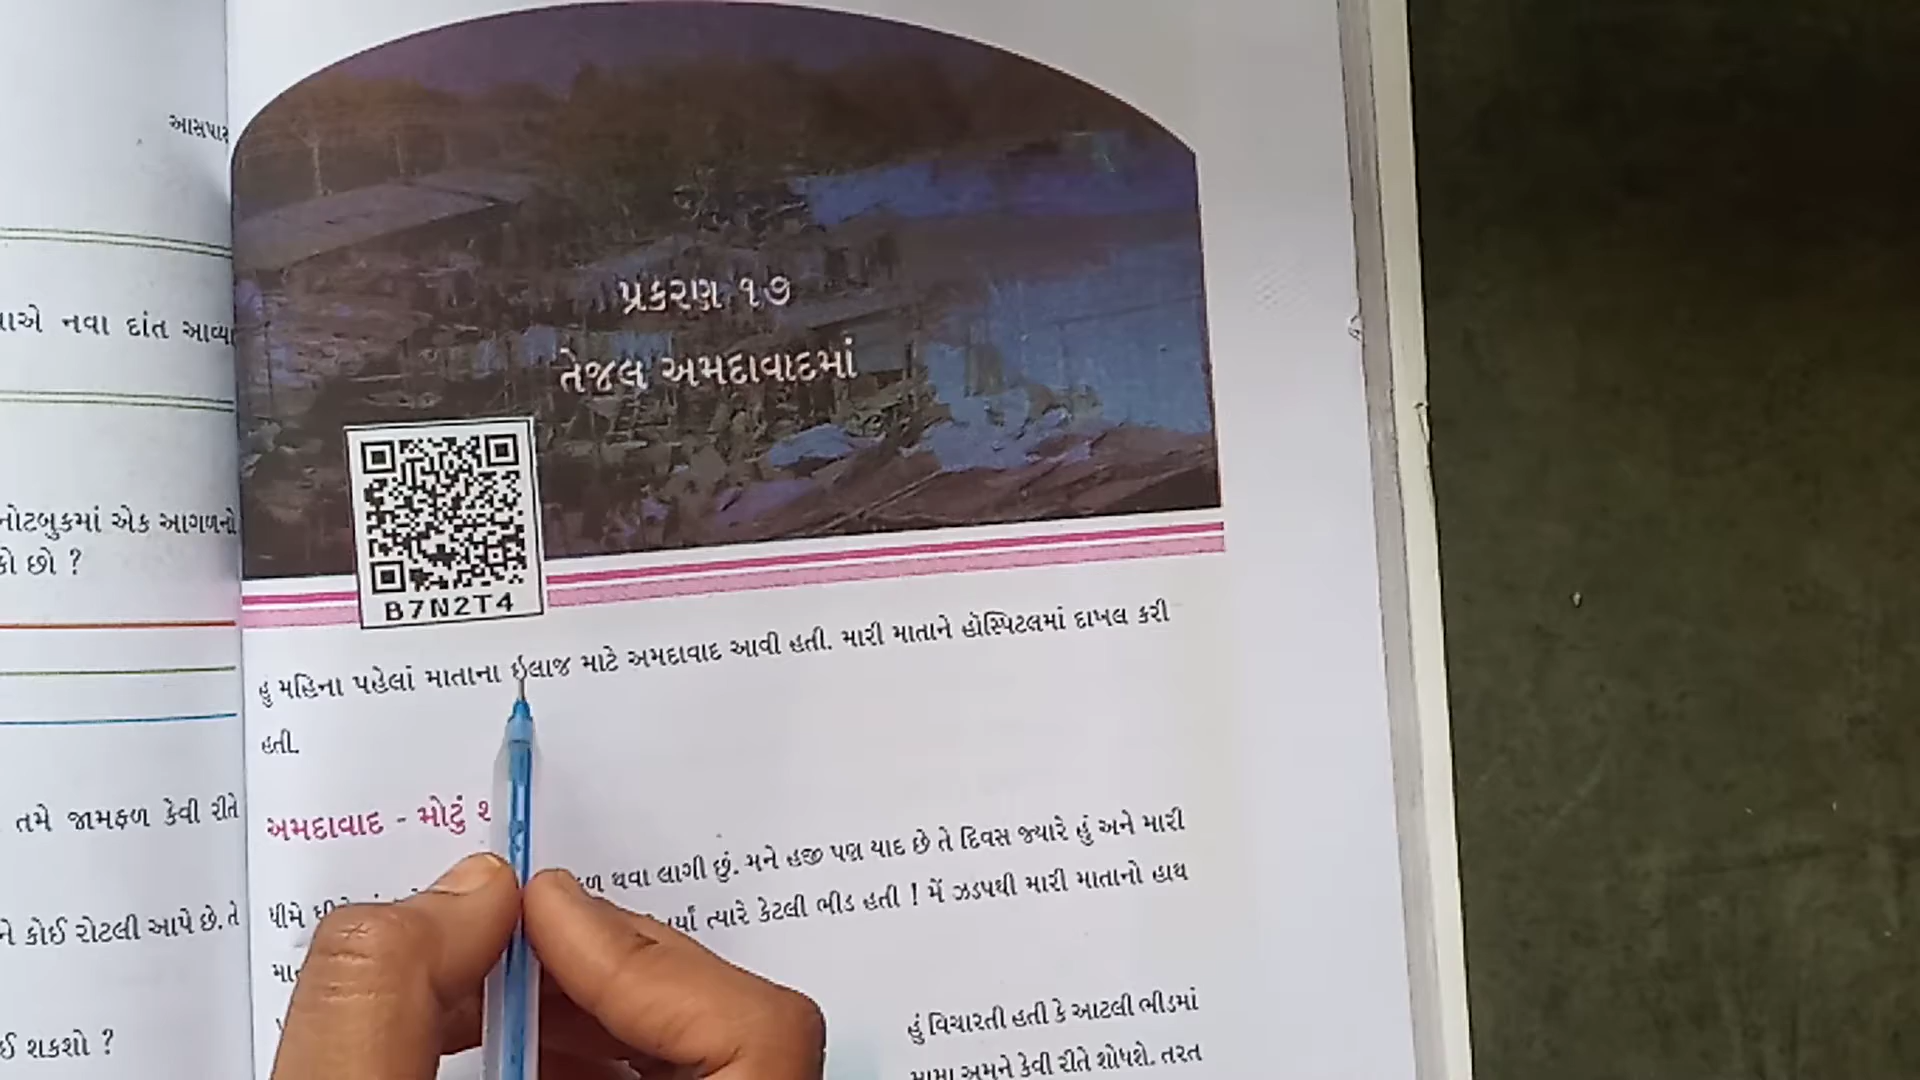 આસપાસ
નવા દાંત આવ્યા
નોટબુકમાં એક આગળનો
છો ?
તમે જામફળ કેવી રીતે
કોઈ રોટલી આપે છે. તે
શકશો ?
પ્રકરણ ૧૭
તેજલ અમદાવાદમાં
B7N2T4
હું મહિના પહેલાં માતાના ઇલાજ માટે અમદાવાદ આવી હતી. મારી માતાને હૉસ્પિટલમાં દાખલ કરી
હતી.
અમદાવાદ - મોટું
ધીમે થવા લાગી છું. મને હજી પણ યાદ છે તે દિવસ જ્યારે હું અને મારી
ત્યારે કેટલી ભીડ હતી ! મેં ઝડપથી મારી માતાનો હાથ
હું વિચારતી હતી કે આટલી ભીડમાં
મામા અમને કેવી રીતે શોધશે. તરત